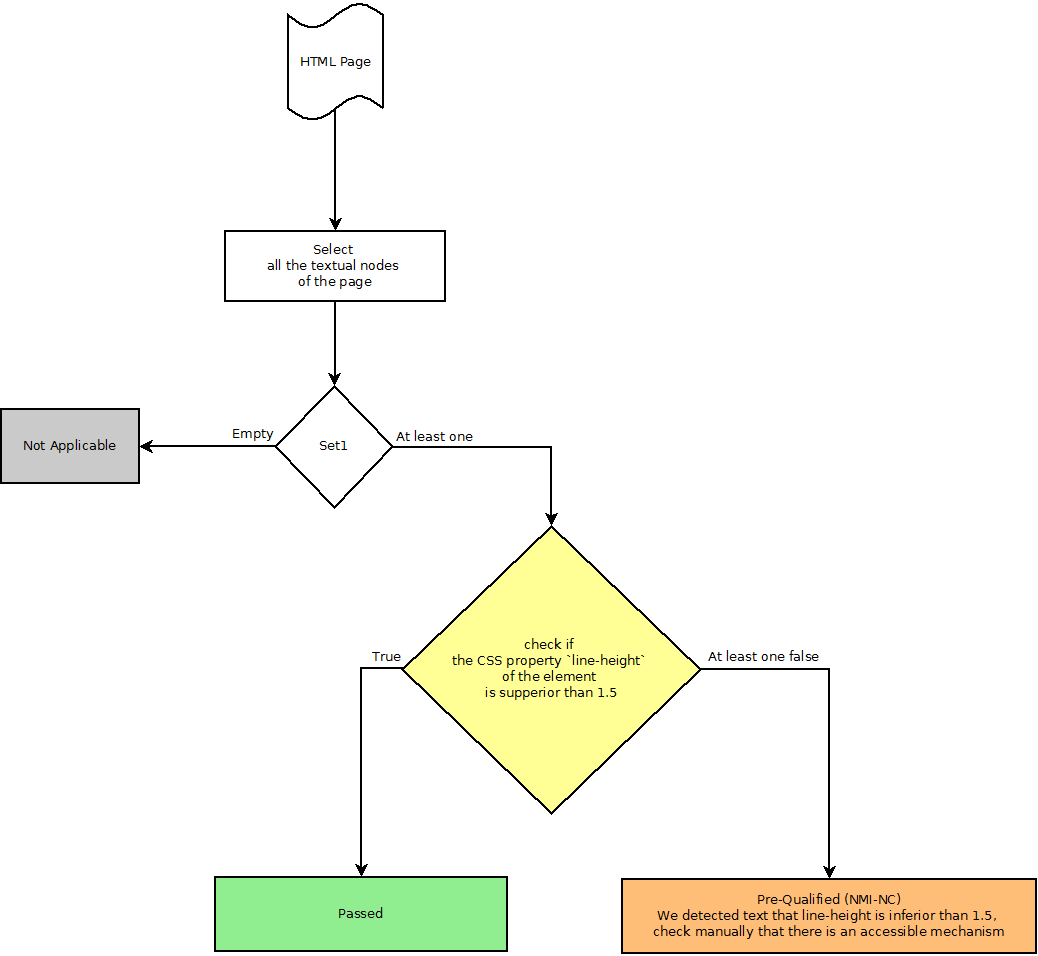 HTML Page
Select
all the textual nodes
of the page
Empty
At least one
Not Applicable
Set1
check if
the CSS property `line-height`
of the element
is supperior than 1.5
True
At least one false
Passed
Pre-Qualified (NMI-NC)
We detected text that line-height is inferior than 1.5,
check manually that there is an accessible mechanism